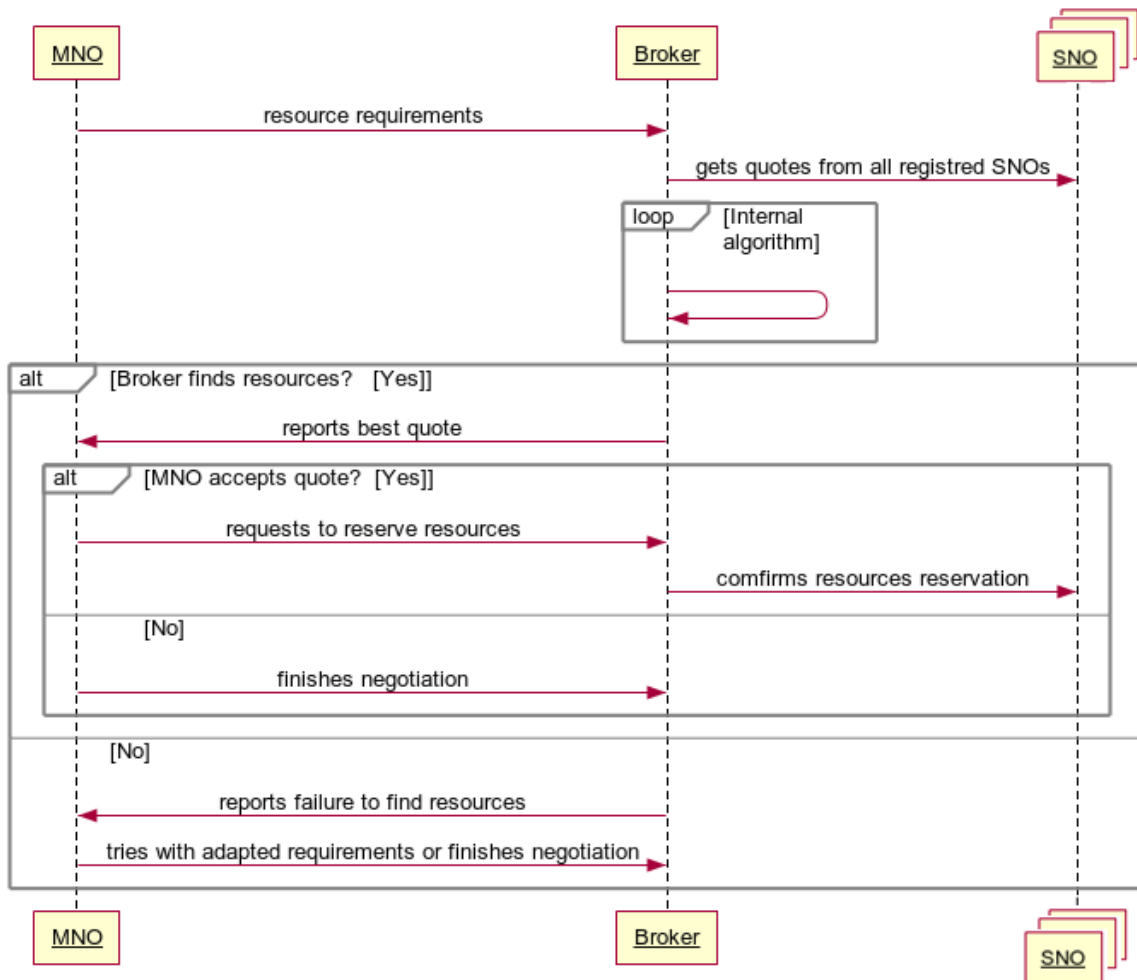 MNO
Broker
SNO
resource requirements
gets quotes from all registred SNOs
loop
[Internal
algorithm]
alt
[Broker finds resources? [Yes]]
reports best quote
alt
[MNO accepts quote? [Yes]]
requests to reserve resources
comfirms resources reservation
[No]
finishes negotiation
[No]
reports failure to find resources
tries with adapted requirements or finishes negotiation
MNO
Broker
SNO